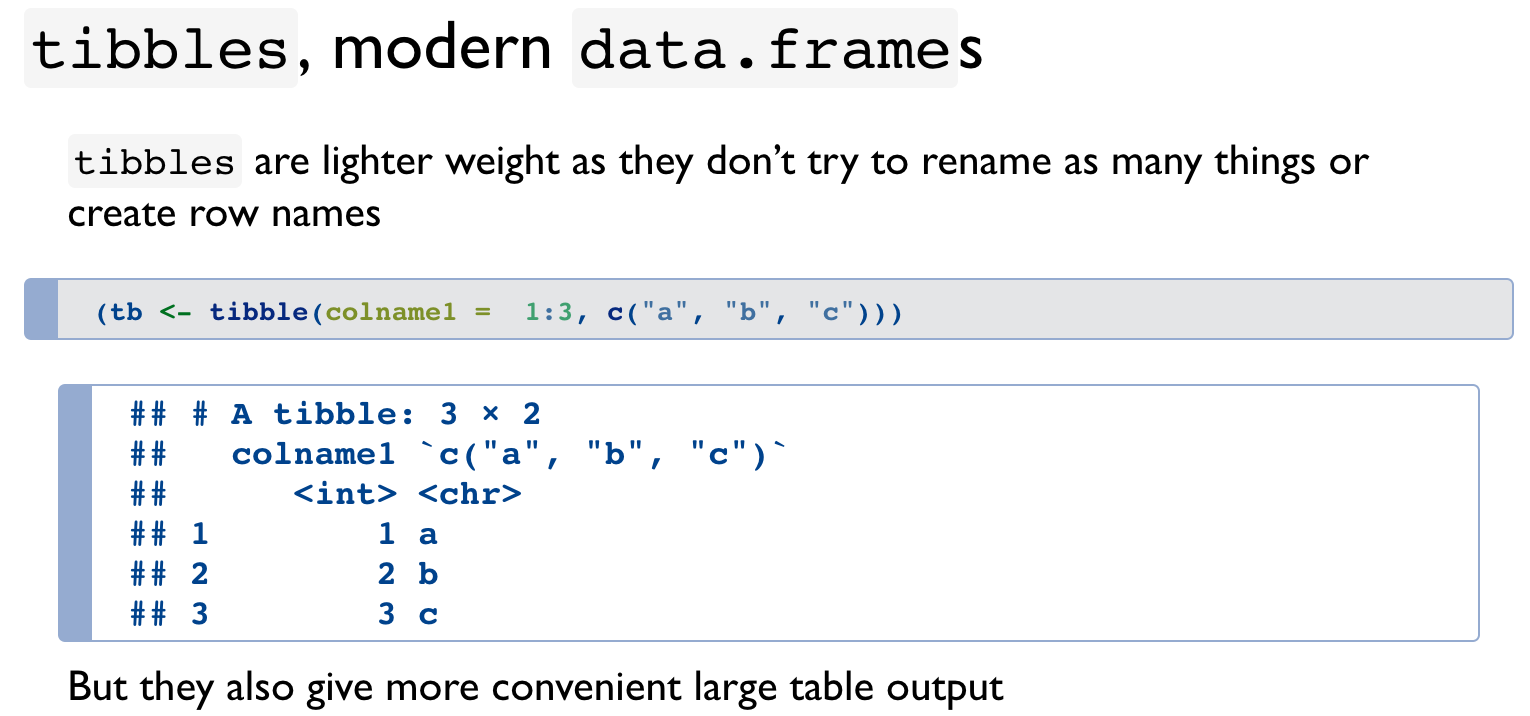 tibbles, modern data.frames
tibbles are lighter weight as they don’t try to rename as many things or
create row names
(tb <- tibble(colname1 =  1:3, c("a", "b", "c")))
## # A tibble: 3 × 2
##   colname1 `c("a", "b", "c")`
##      <int> <chr>
## 1        1 a
## 2        2 b
## 3        3 c
But they also give more convenient large table output